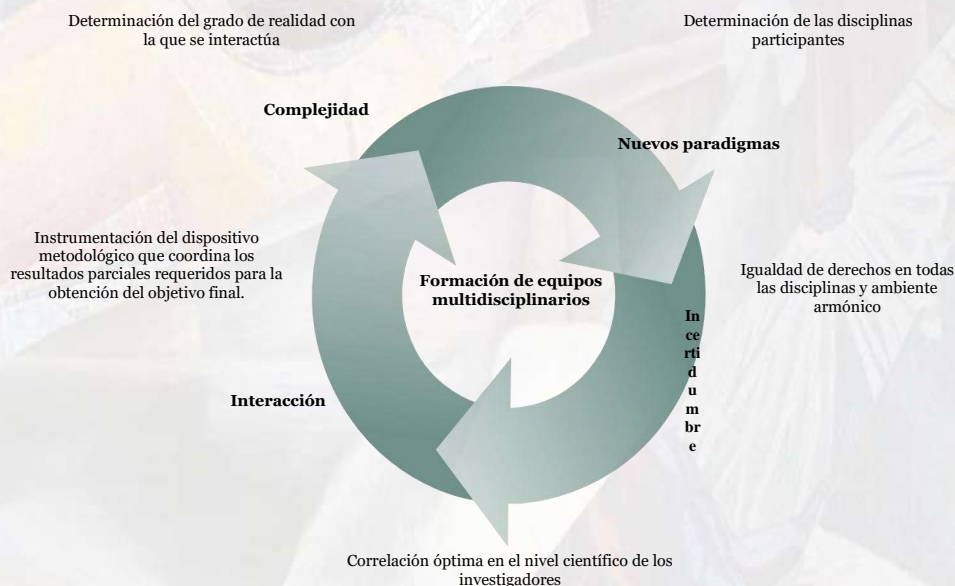 Determinación del grado de realidad con
la que se interactúa
Determinación de las disciplinas
participantes
Complejidad
Nuevos paradigmas
Instrumentación del dispositivo
metodológico que coordina los
resultados parciales requeridos para la
obtención del objetivo final.
Formación de equipos
multidisciplinarios
Igualdad de derechos en todas
las disciplinas y ambiente
armónico
In
ce
rti
d
u
m
br
e
Interacción
Correlación óptima en el nivel científico de los
investigadores